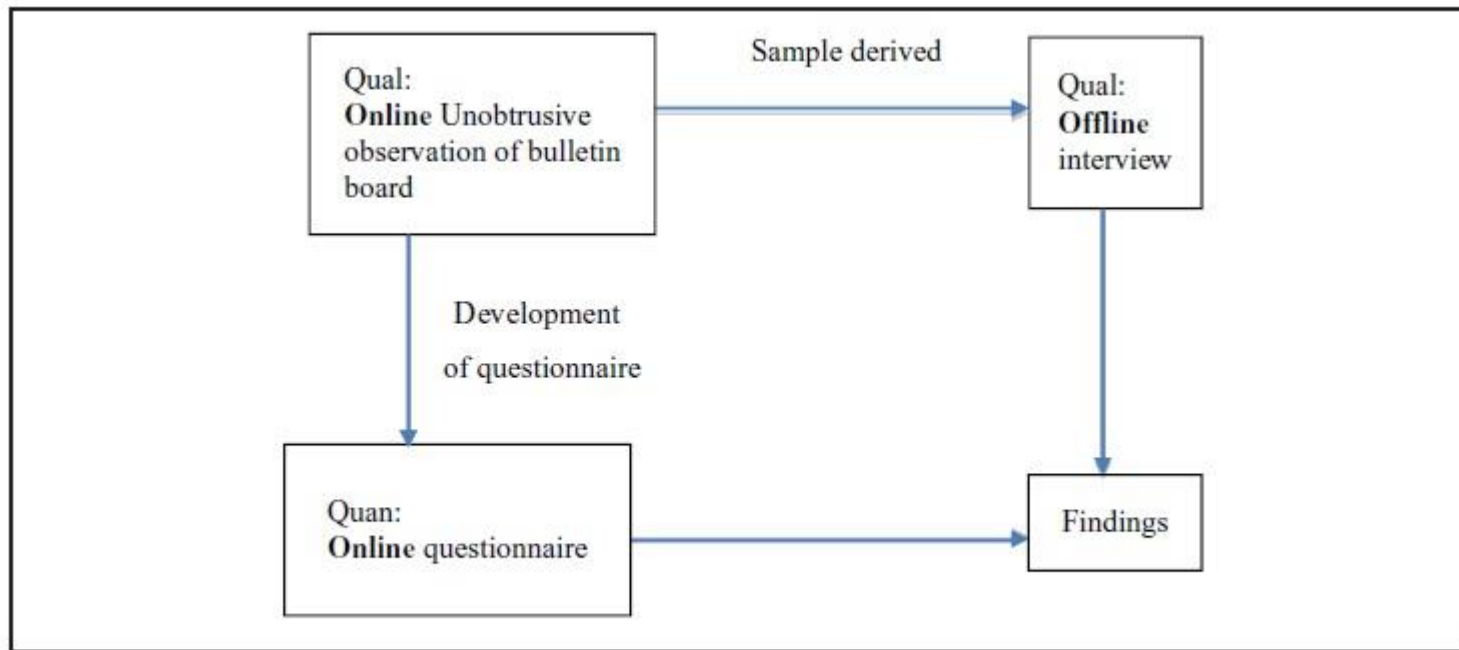 Qual:
Online Unobtrusive
observation of bulletin
board
Sample derived
Qual:
Offline
interview
Development
of questionnaire
Quan:
Online questionnaire
Findings